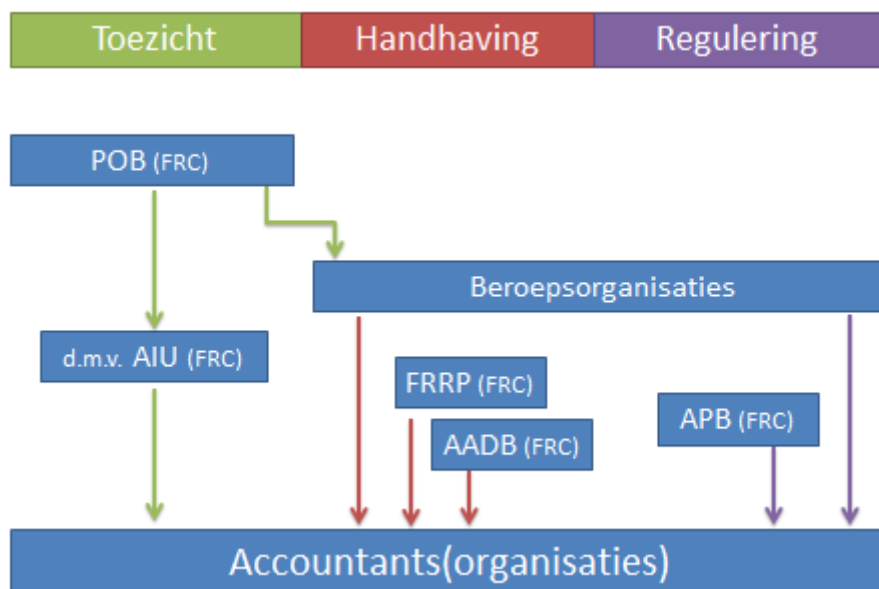 Toezicht
Handhaving
Regulering
POB (FRC)
Beroepsorganisaties
d.m.v. AIU (FRC)
FRRP (FRC)
APB (FRC)
AADB (FRC)
Accountants(organisaties)